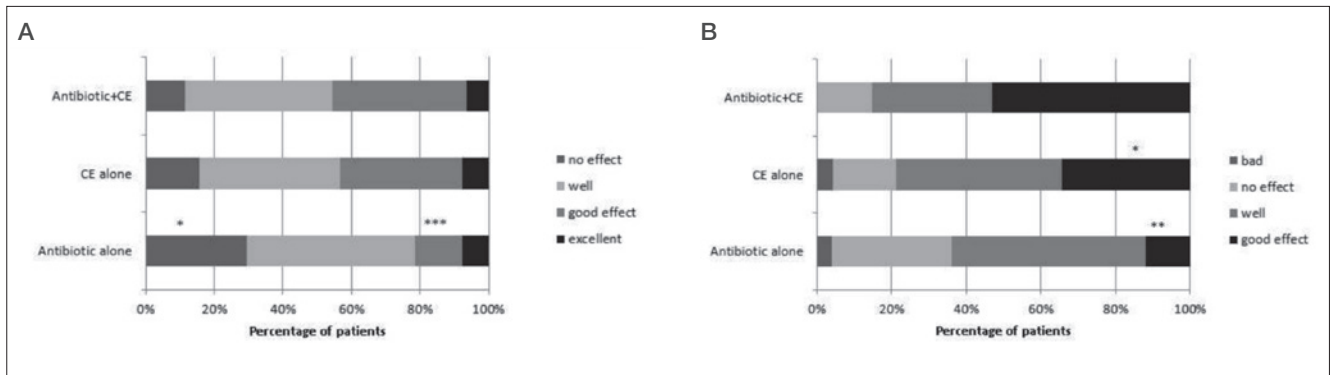 A
Antibiotic+CE
CE alone
* ***
Antibiotic alone
0% 20% 40% 60% 80% 100%
Percentage of patients
no effect
well
good effect
excellent
B
Antibiotic+CE
*
CE alone
**
Antibiotic alone
0% 20% 40% 60% 80% 100%
Percentage of patients
bad
no effect
well
good effect